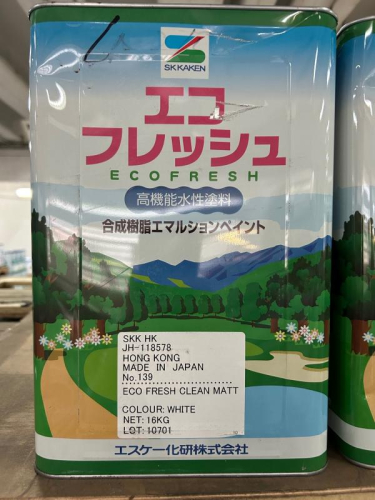 SKKAKEN
エコ
フレッシュ
ECOFRESH
高機能水性塗料
合成樹脂エマルションペイント
SKK HK
JH-118578
HONG KONG
MADE IN JAPAN
No.139
ECO FRESH CLEAN MATT
COLOUR: WHITE
NET: 16KG
LOT: 10701
エスケー化研株式会社